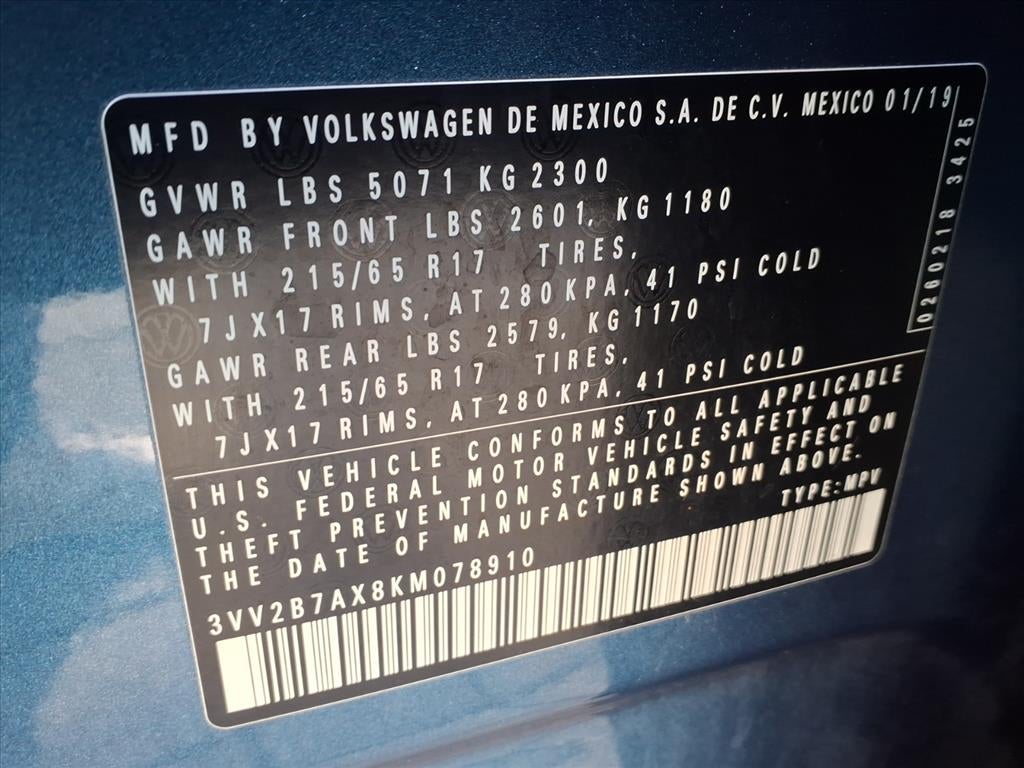 MFD BY VOLKSWAGEN DE MEXICO S.A. DE C.V. MEXICO 01/19
GVWR LBS 5071 KG 2300
GAWR FRONT LBS 2601, KG 1180
WITH 215/65 R17 TIRES,
7JX17 RIMS, AT 280 KPA, 41 PSI COLD
GAWR REAR LBS 2579, KG 1170
WITH 215/65 R17 TIRES,
7JX17 RIMS, AT 280 KPA, 41 PSI COLD
0260218 3425
THIS VEHICLE CONFORMS TO ALL APPLICABLE
U.S. FEDERAL MOTOR VEHICLE SAFETY AND
THEFT PREVENTION STANDARDS IN EFFECT ON
THE DATE OF MANUFACTURE SHOWN ABOVE.
TYPE:MPV
3VV2B7AX8KM078910